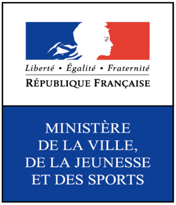 Liberté • Égalité • Fraternité
RÉPUBLIQUE FRANÇAISE
MINISTÈRE
DE LA VILLE,
DE LA JEUNESSE
ET DES SPORTS